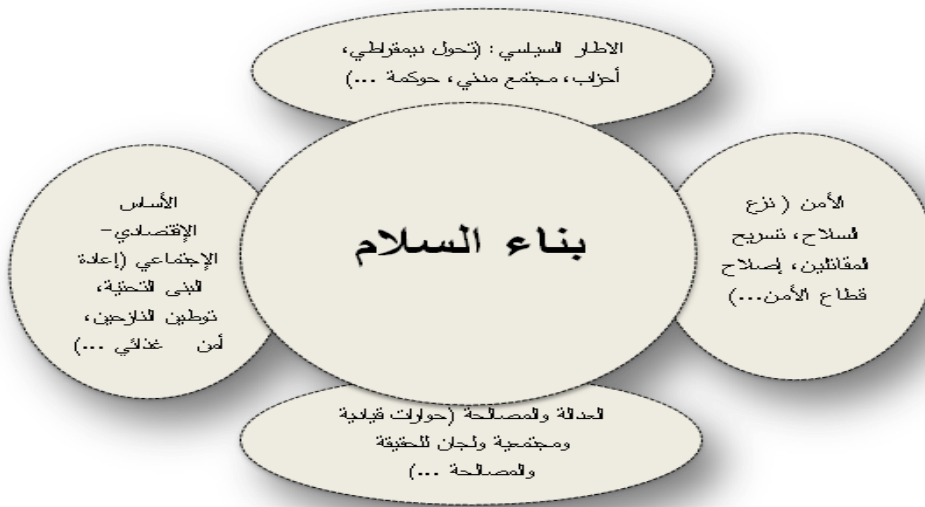 الاطار السياسي: (تحول ديمقراطي،
أحزاب، مجتمع مدني، حوكمة ...)
بناء السلام
الأمن ( نزع
السلاح، تسريح
المقاتلين، إصلاح
قطاع الأمن...)
الأساس
الإقتصادي-
الإجتماعي (إعادة
البنى التحتية،
توطين النازحين،
أمن غذائي ...)
العدالة والمصالحة (حوارات قيادية
ومجتمعية ولجان للحقيقة
والمصالحة ...)